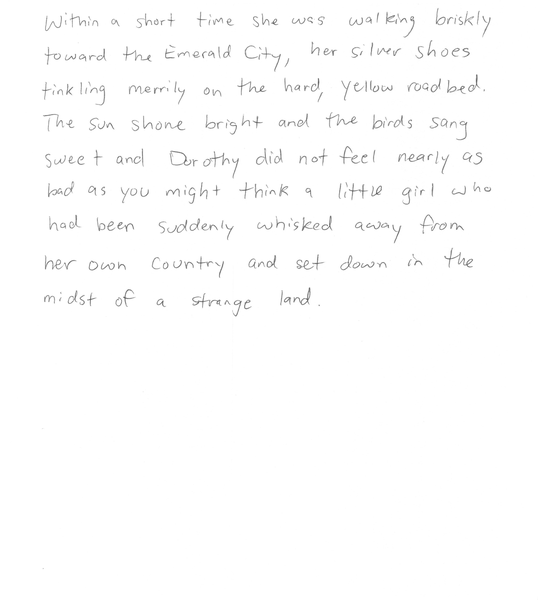 Within a short time she was walking briskly
toward the Emerald City, her silver shoes
tinkling merrily on the hard, yellow roadbed.
The sun shone bright and the birds sang
sweet and Dorothy did not feel nearly as
bad as you might think a little girl who
had been suddenly whisked away from
her own country and set down in the
midst of a strange land.